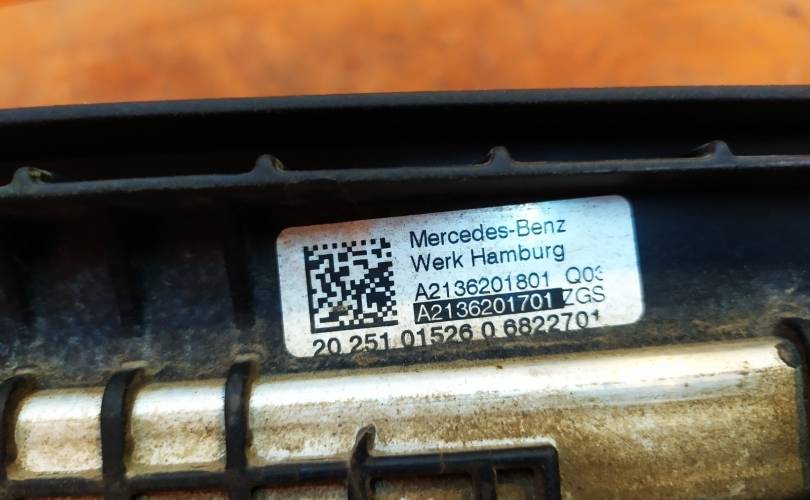 Mercedes-Benz
Werk Hamburg
A2136201801 Q03
A2136201701 ZGS
20 251 01526 0 6822701